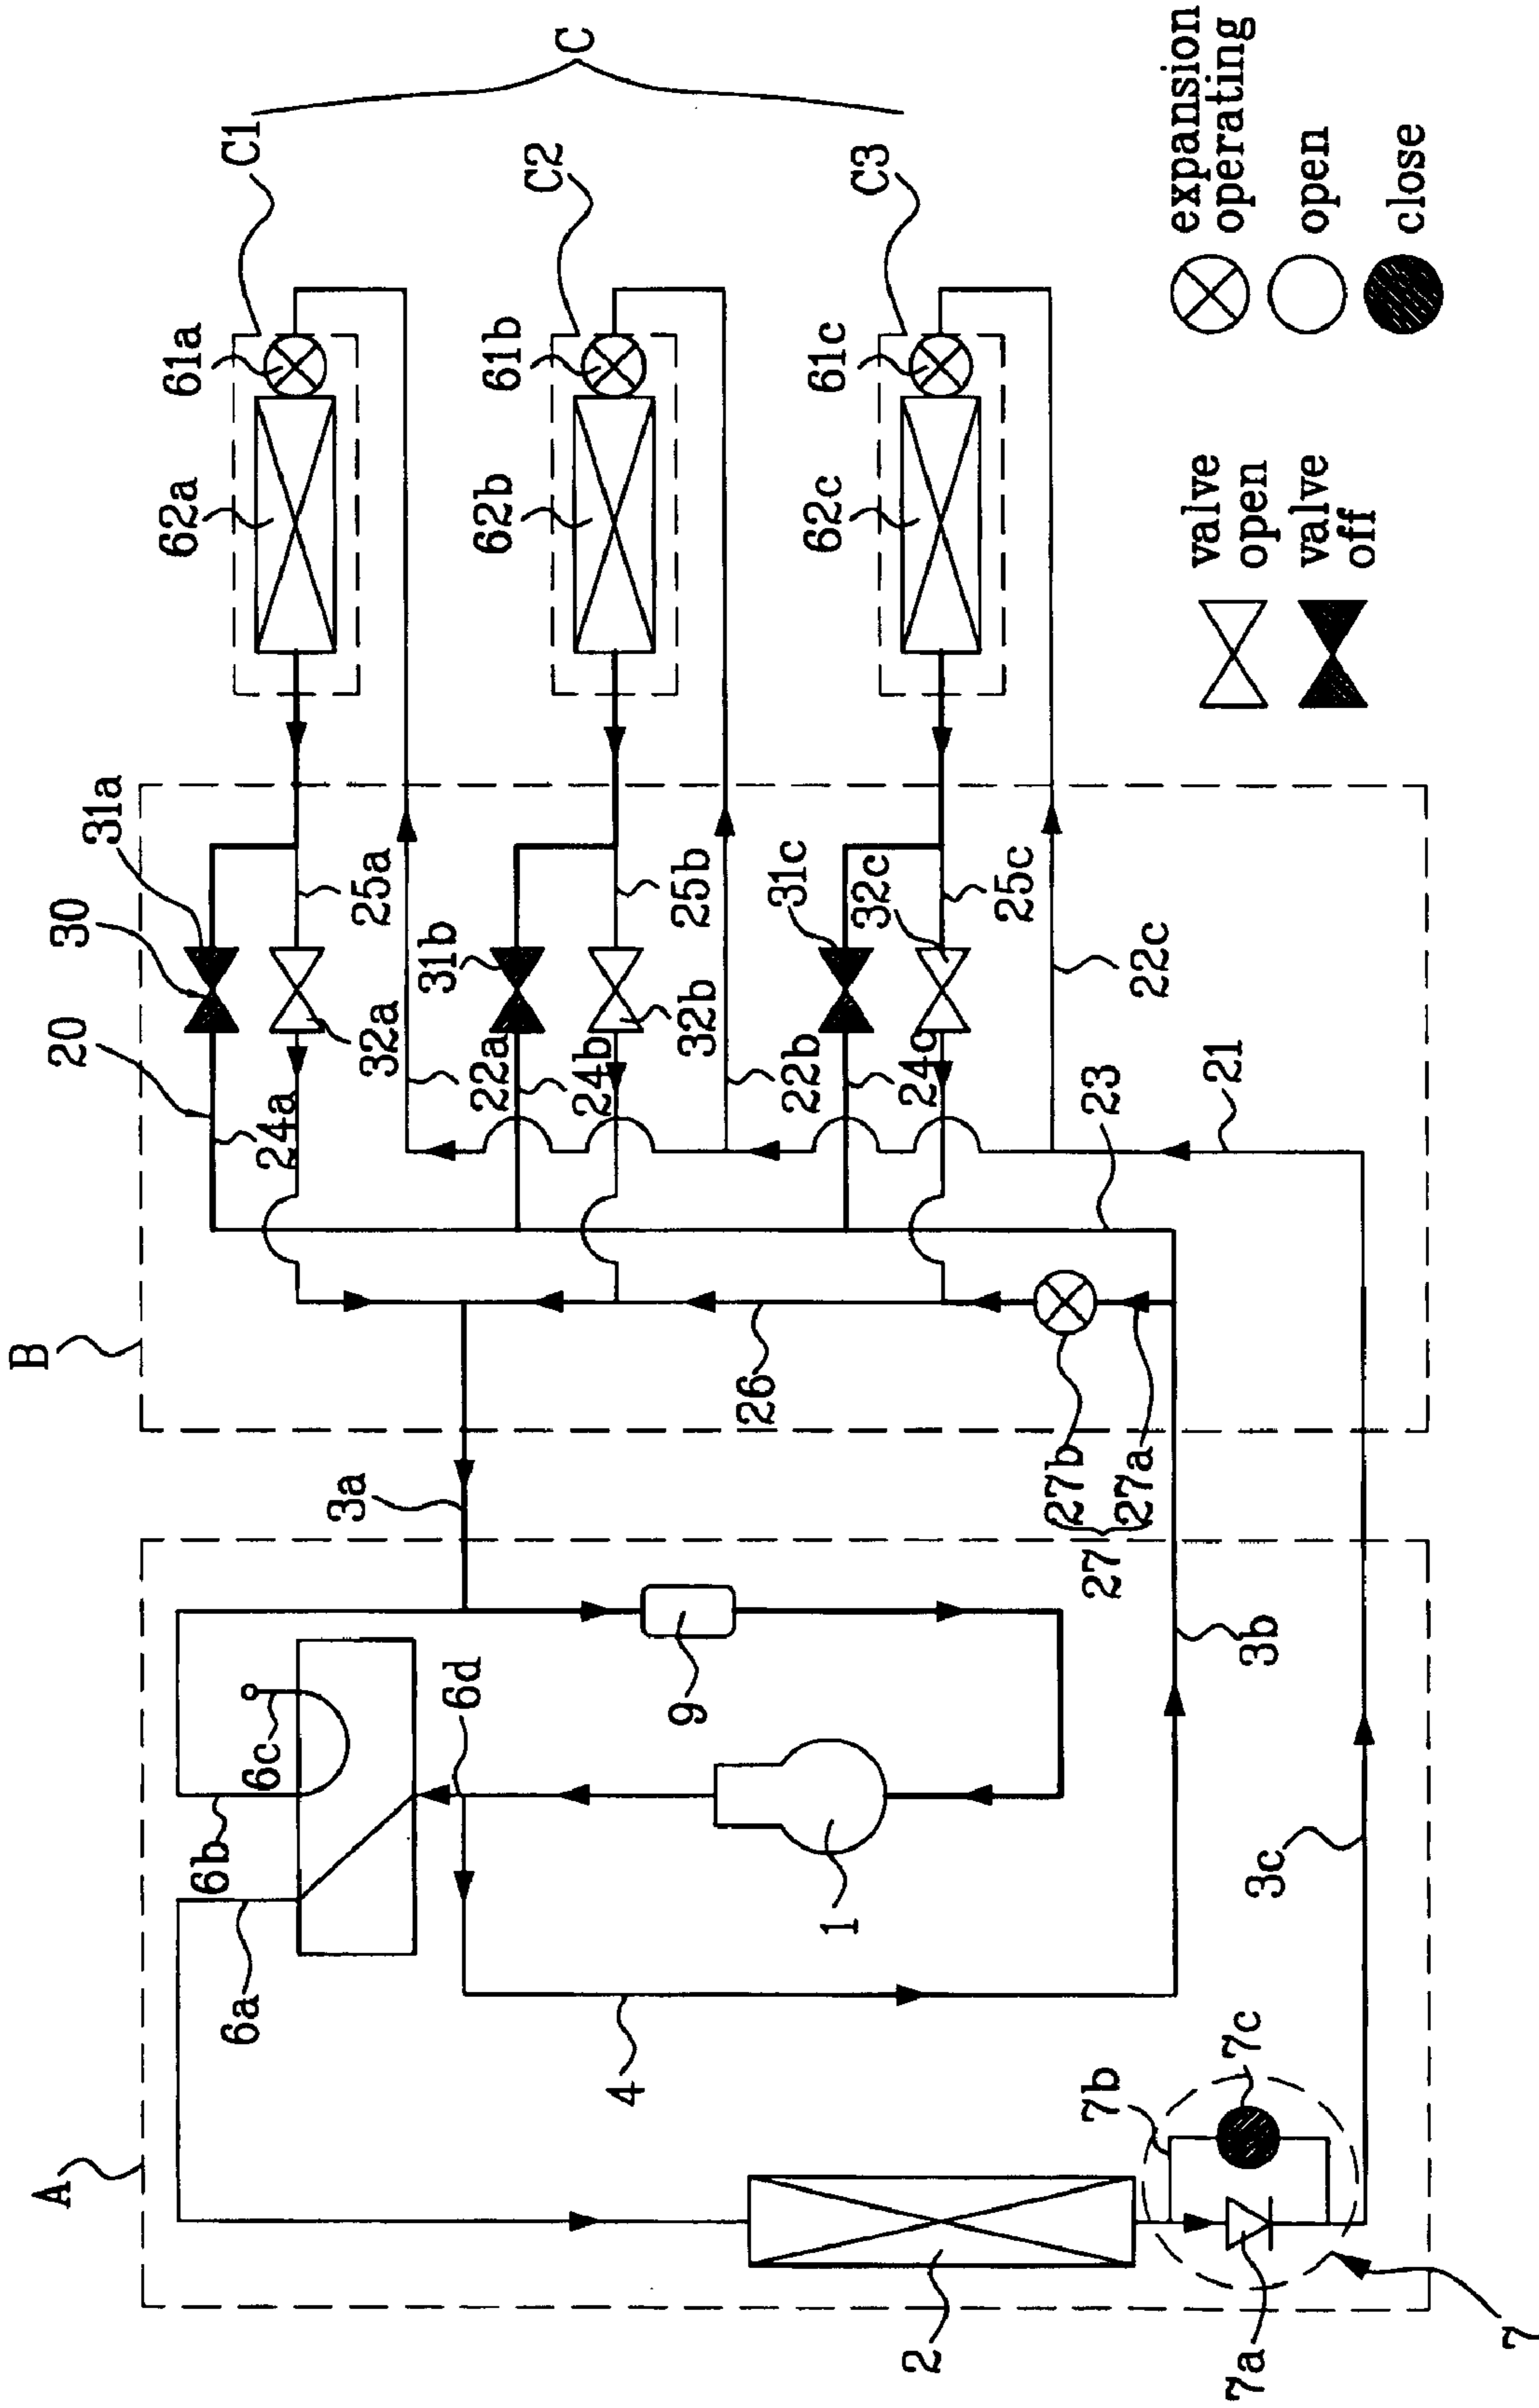 A
B
C
C1
C2
C3
61a
61b
61c
62a
62b
62c
31a
30
20
25a
24a
32a
31b
25b
22a
24b
32b
31c
32c
25c
22b
24c
22c
23
21
26
27b
27a
27
3a
3b
3c
6a
6b
6c
6d
9
1
4
2
7a
7b
7c
7
valve
open
valve
off
expansion
operating
open
close